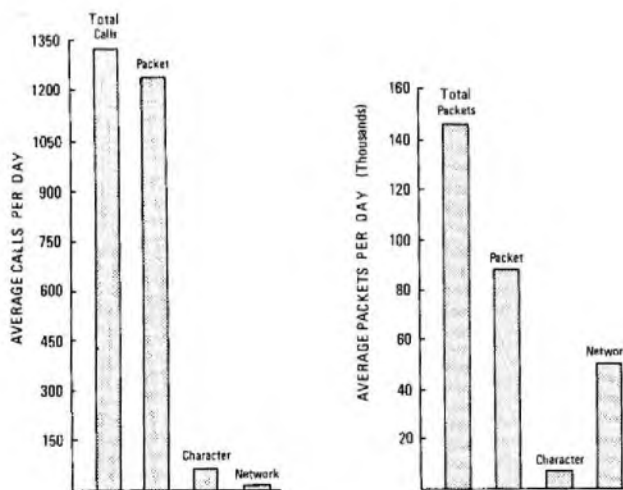 Total
Calls
1350
Packet
1200
1050
900
750
600
450
300
150
Character
Network
AVERAGE CALLS PER DAY
160
Total
Packets
140
120
100
Packet
80
60
Networ
40
20
Character
AVERAGE PACKETS PER DAY (Thousands)